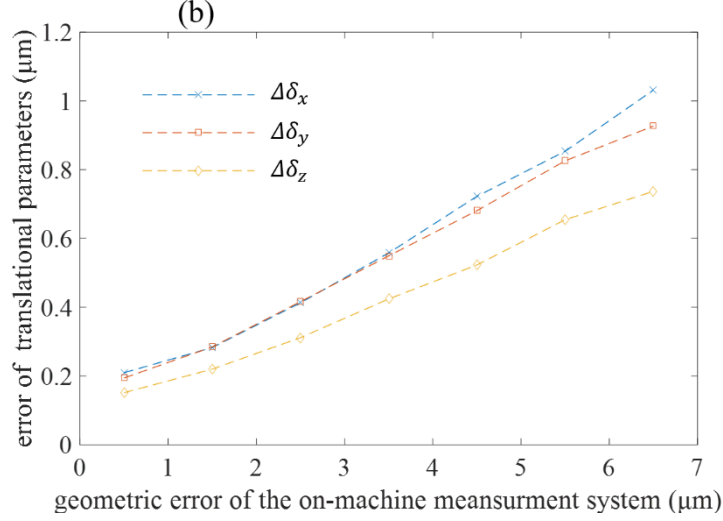 (b)
error of translational parameters (μm)
1.2
1
0.8
0.6
0.4
0.2
0
Δδx
Δδy
Δδz
0 1 2 3 4 5 6 7
geometric error of the on-machine meansurment system (μm)